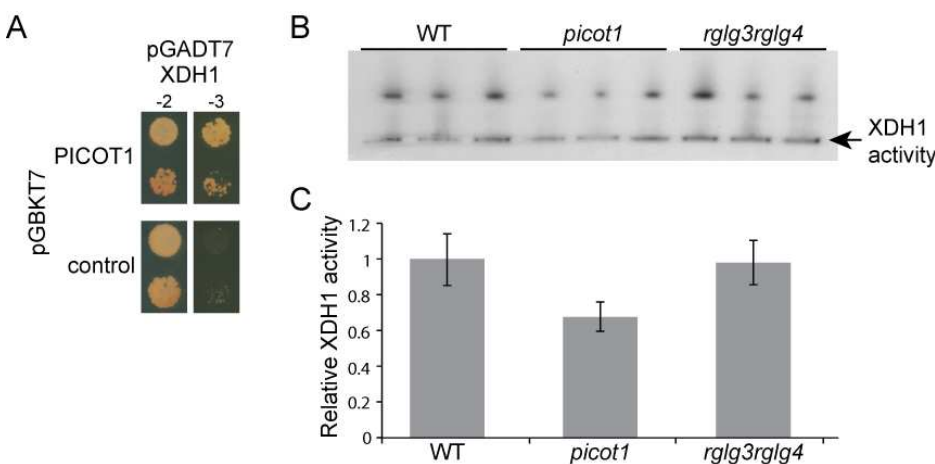 A
pGADT7
XDH1
-2 -3
PICOT1
pGBKT7
control
B
WT picot1 rglg3rglg4
XDH1
activity
C
Relative XDH1 activity
1.2
1
0.8
0.6
0.4
0.2
0
WT picot1 rglg3rglg4